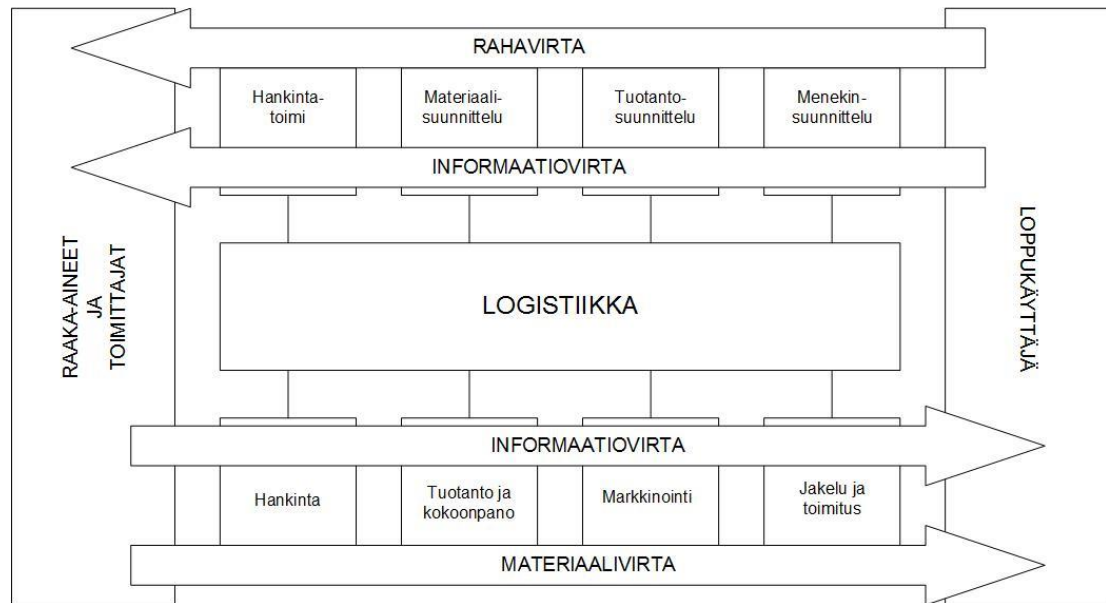 RAHAVIRTA
Hankinta-
toimi
Materiaali-
suunnittelu
Tuotanto-
suunnittelu
Menekin-
suunnittelu
INFORMAATIOVIRTA
RAAKA-AINEET
JA
TOIMITTAJAT
LOGISTIIKKA
LOPPUKÄYTTÄJÄ
INFORMAATIOVIRTA
Hankinta
Tuotanto ja
kokoonpano
Markkinointi
Jakelu ja
toimitus
MATERIAALIVIRTA